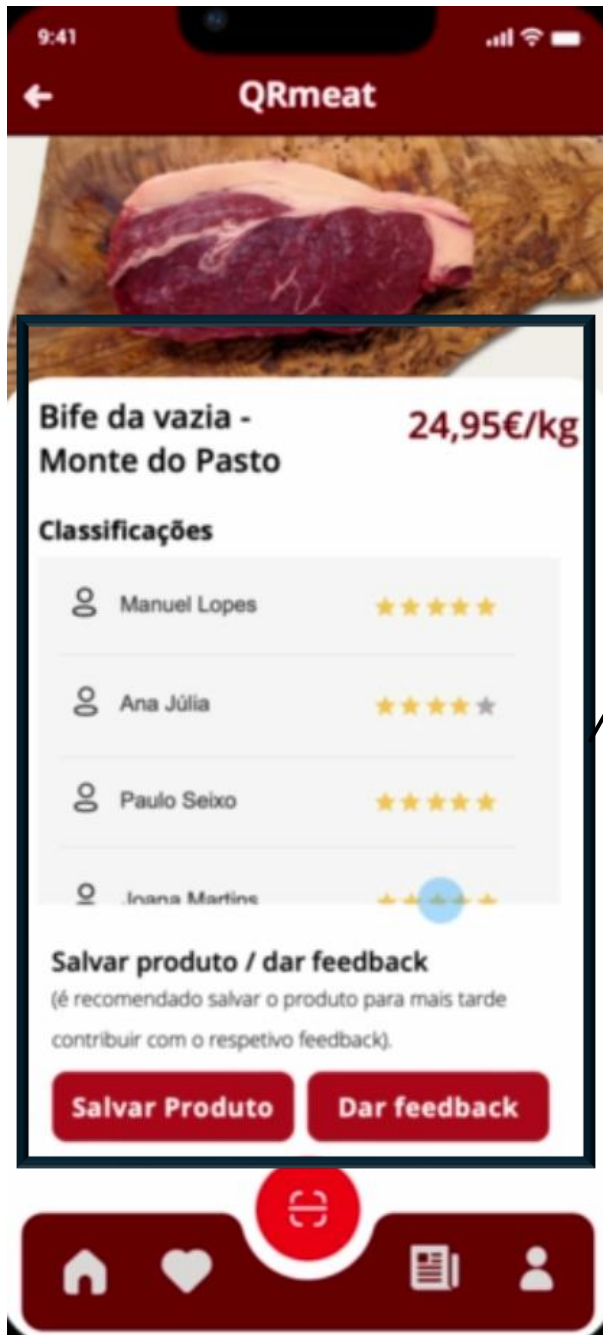 9:41
QRmeat
Bife da vazia -
Monte do Pasto
24,95€/kg
Classificações
Manuel Lopes
Ana Júlia
Paulo Seixo
Joana Martins
Salvar produto / dar feedback
(é recomendado salvar o produto para mais tarde
contribuir com o respetivo feedback).
Salvar Produto
Dar feedback